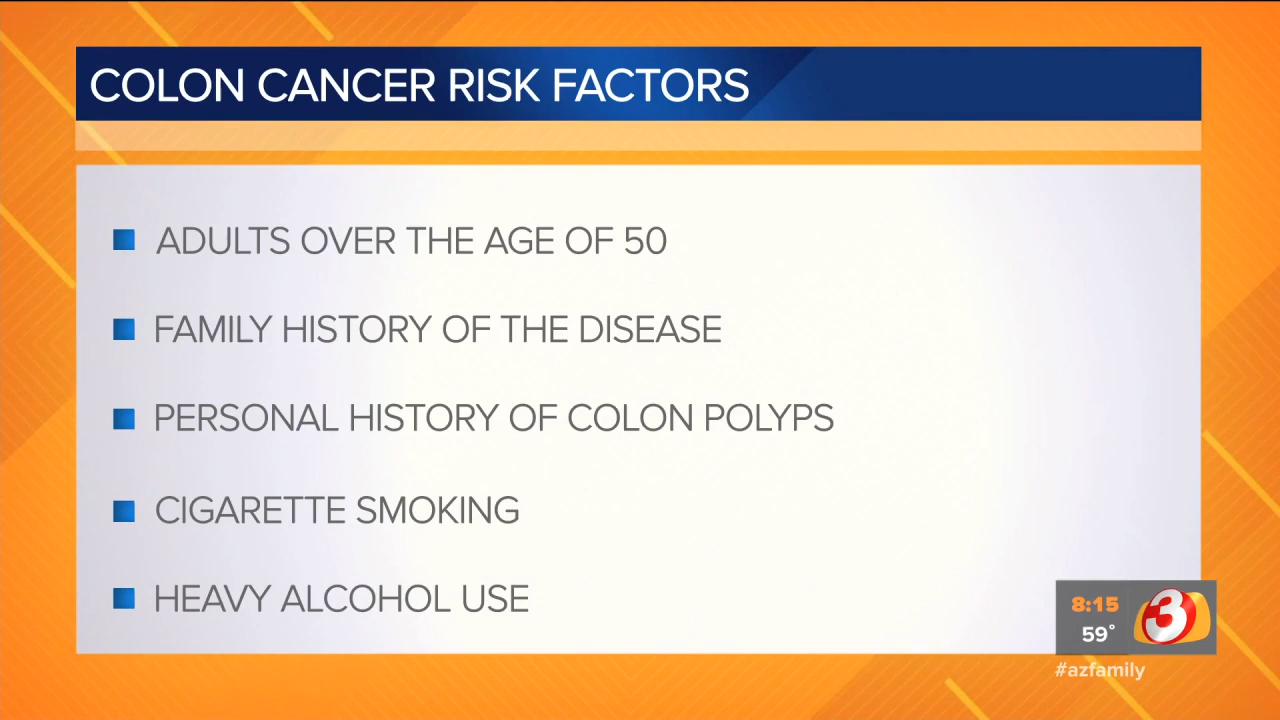 COLON CANCER RISK FACTORS
ADULTS OVER THE AGE OF 50
FAMILY HISTORY OF THE DISEASE
PERSONAL HISTORY OF COLON POLYPS
CIGARETTE SMOKING
HEAVY ALCOHOL USE
8:15
59°
3
#azfamily